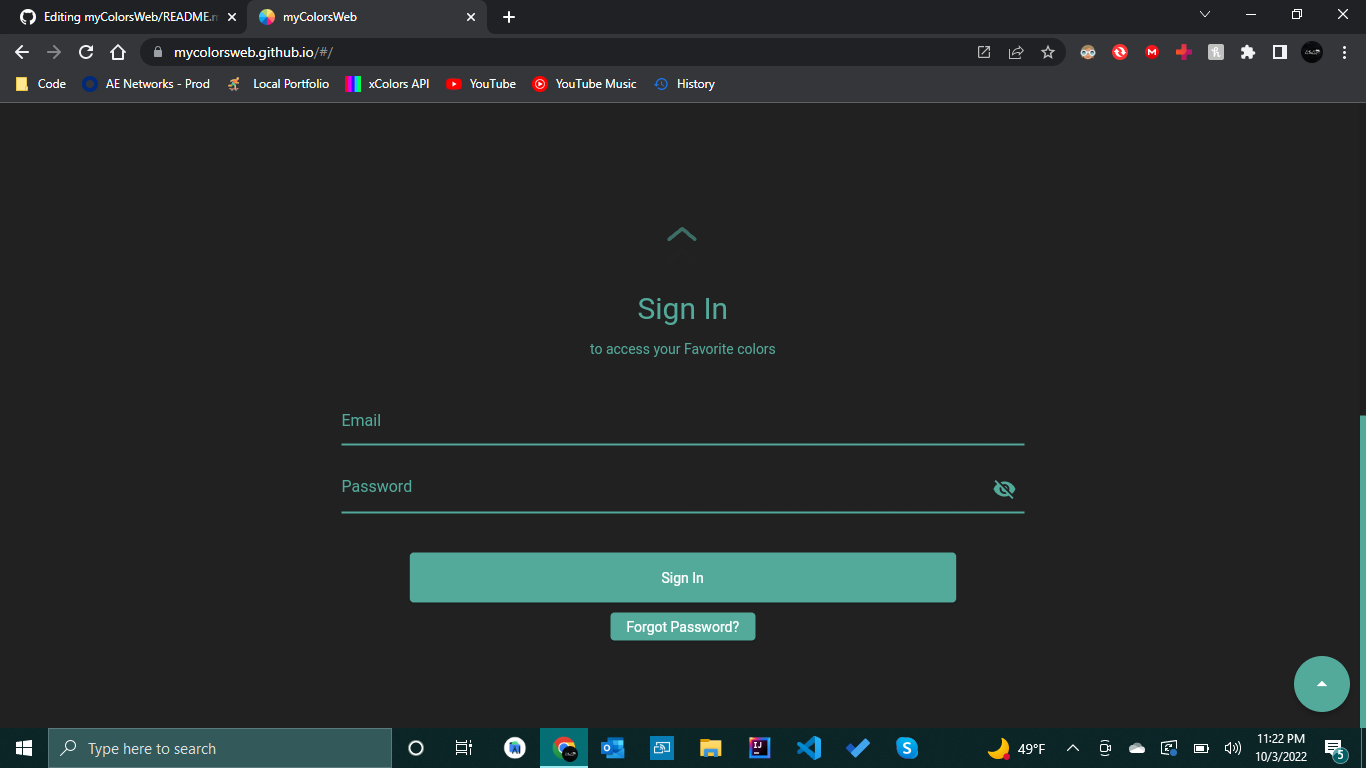 Editing myColorsWeb/README.m
myColorsWeb
mycolorsweb.github.io/#/
Code AE Networks - Prod Local Portfolio xColors API YouTube YouTube Music History
Sign In
to access your Favorite colors
Email
Password
Sign In
Forgot Password?
Type here to search
49°F
11:22 PM
10/3/2022
5